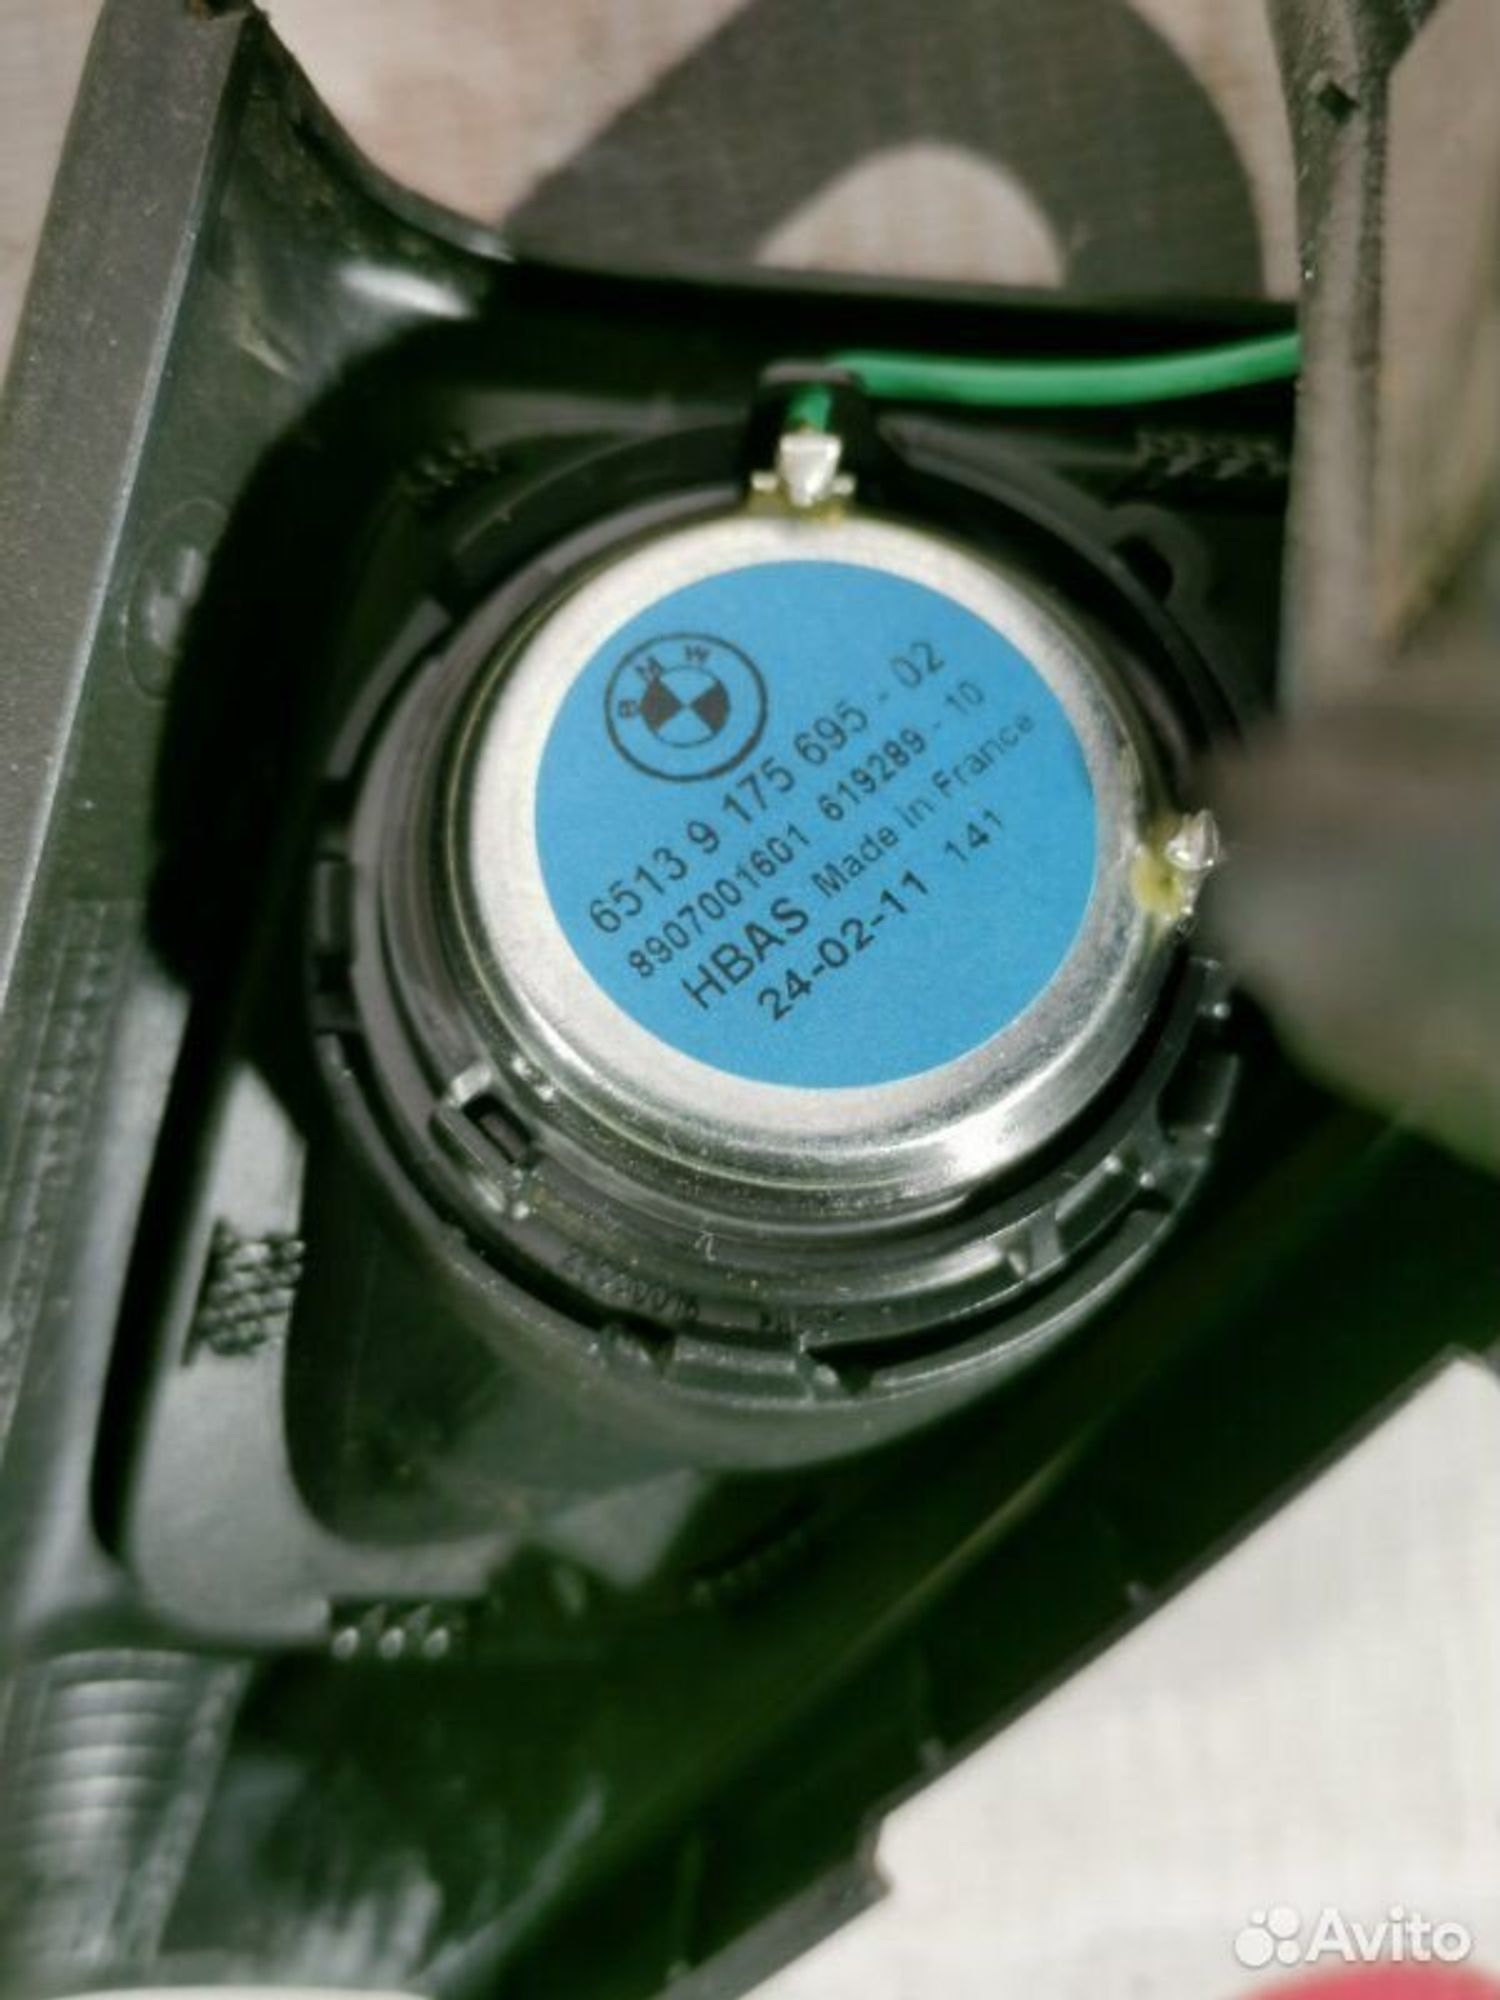 BMW
6513 9 175 695 - 02
8907001601 619289 - 10
HBAS Made in France
24-02-11 141
Avito